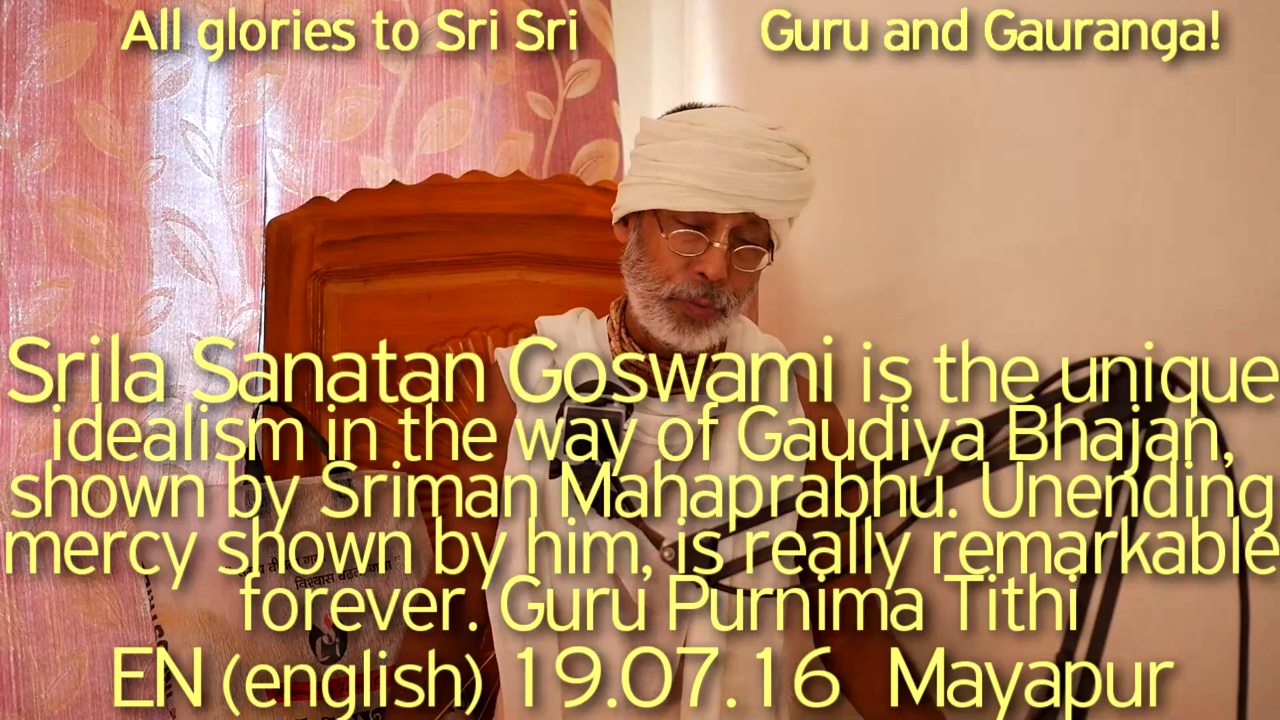 All glories to Sri Sri Guru and Gauranga!
Srila Sanatan Goswami is the unique
idealism in the way of Gaudiya Bhajan,
shown by Sriman Mahaprabhu. Unending
mercy shown by him, is really remarkable
forever. Guru Purnima Tithi
EN (english) 19.07.16 Mayapur